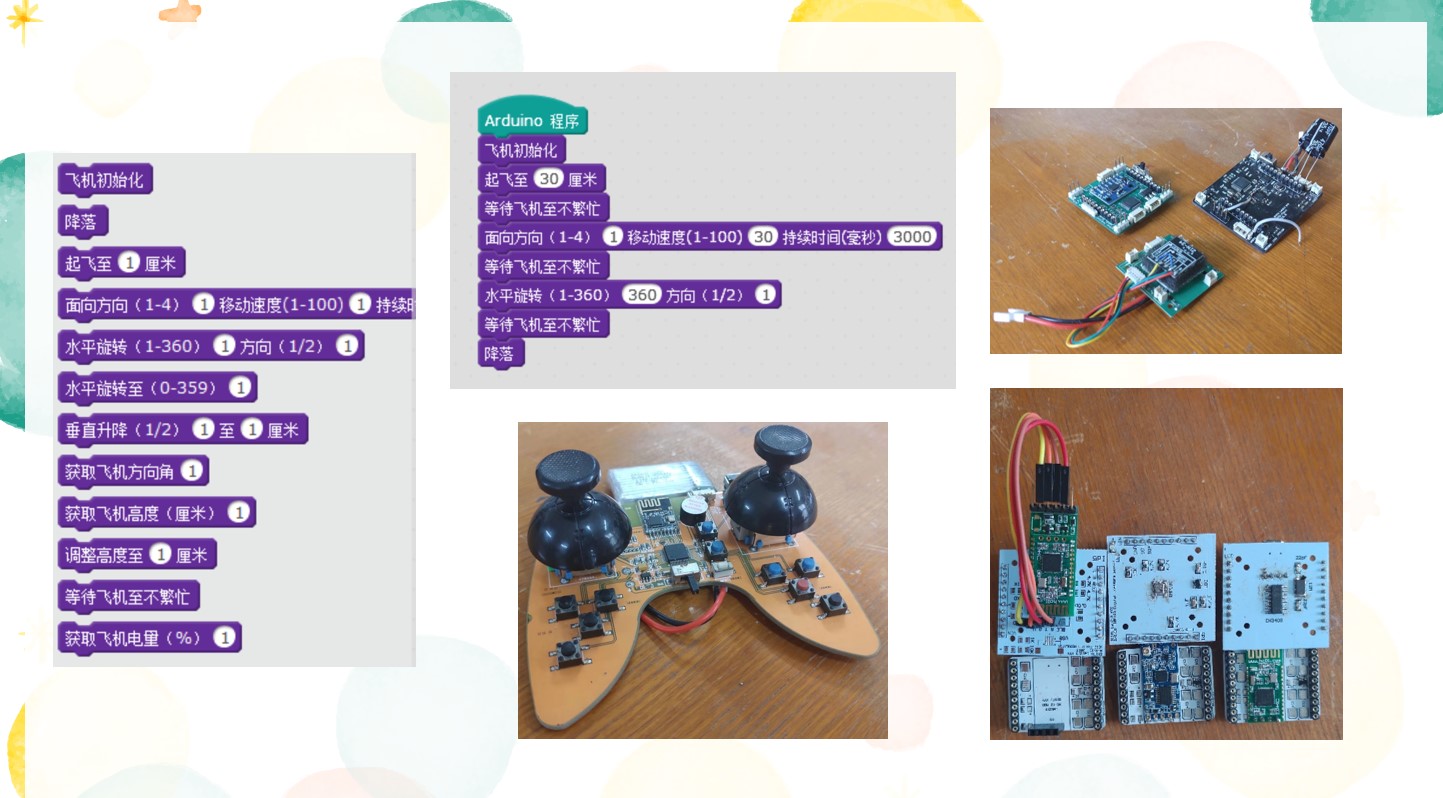 飞机初始化
降落
起飞至 1 厘米
面向方向（1-4） 1 移动速度(1-100) 1 持续时
水平旋转（1-360） 1 方向（1/2） 1
水平旋转至（0-359） 1
垂直升降（1/2） 1 至 1 厘米
获取飞机方向角 1
获取飞机高度（厘米） 1
调整高度至 1 厘米
等待飞机至不繁忙
获取飞机电量（%） 1
Arduino 程序
飞机初始化
起飞至 30 厘米
等待飞机至不繁忙
面向方向（1-4） 1 移动速度(1-100) 30 持续时间(毫秒) 3000
等待飞机至不繁忙
水平旋转（1-360） 360 方向（1/2） 1
等待飞机至不繁忙
降落